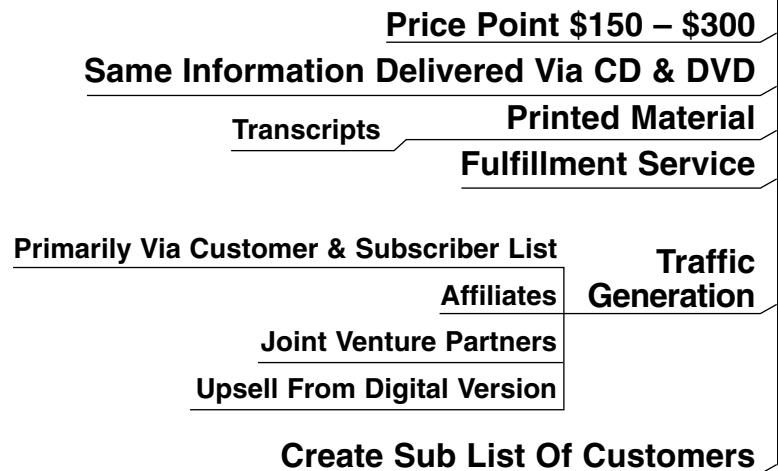 Price Point $150 – $300
Same Information Delivered Via CD & DVD
Printed Material
Transcripts
Fulfillment Service
Traffic
Generation
Primarily Via Customer & Subscriber List
Affiliates
Joint Venture Partners
Upsell From Digital Version
Create Sub List Of Customers